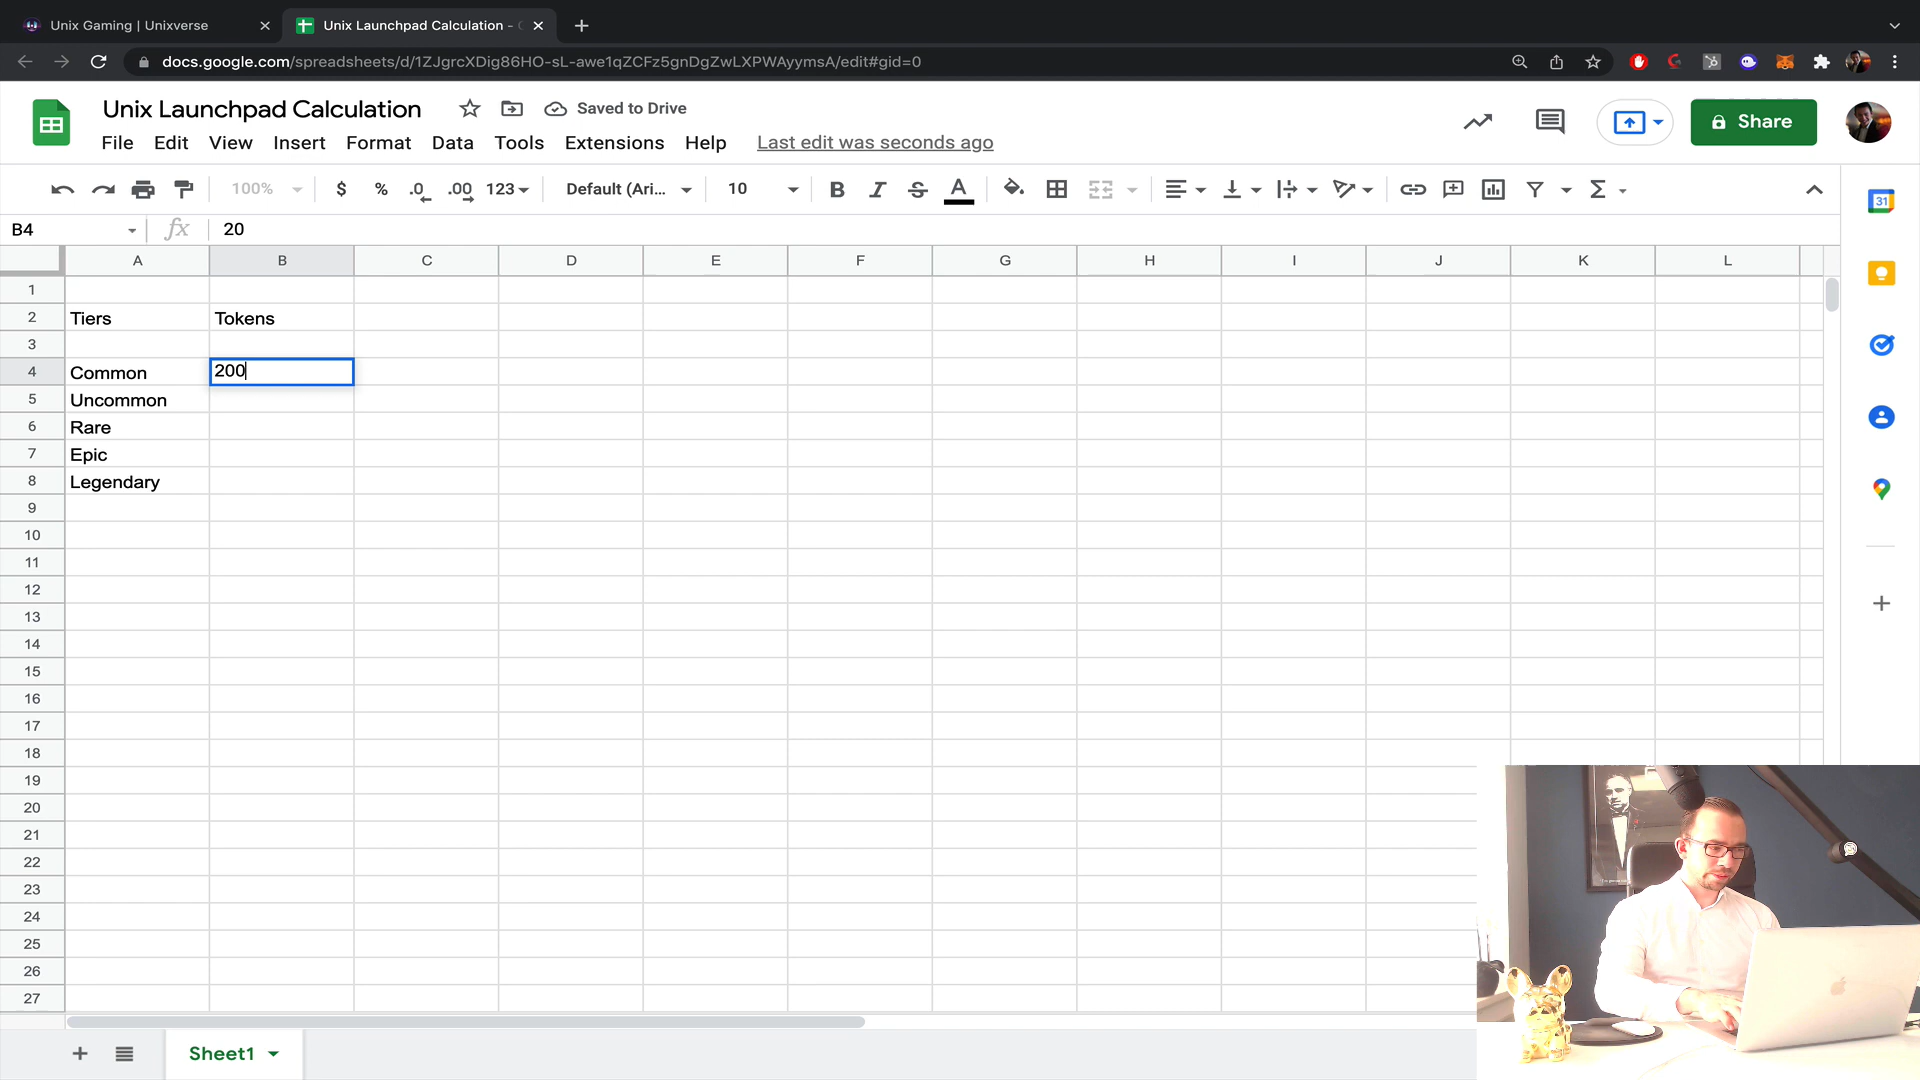 Unix Gaming | Unixverse
Unix Launchpad Calculation -
docs.google.com/spreadsheets/d/1ZJgrcXDig86HO-sL-awe1qZCFz5gnDgZwLXPWAyymsA/edit#gid=0
Unix Launchpad Calculation
Saved to Drive
Share
File Edit View Insert Format Data Tools Extensions Help Last edit was seconds ago
100% $ % .0 .00 123 Default (Ari... 10 B I S A
31
B4 fx 20
A B C D E F G H I J K L
1
2 Tiers Tokens
3
4 Common 200
5 Uncommon
6 Rare
7 Epic
8 Legendary
9
10
11
12
13
14
15
16
17
18
19
20
21
22
23
24
25
26
27
Sheet1